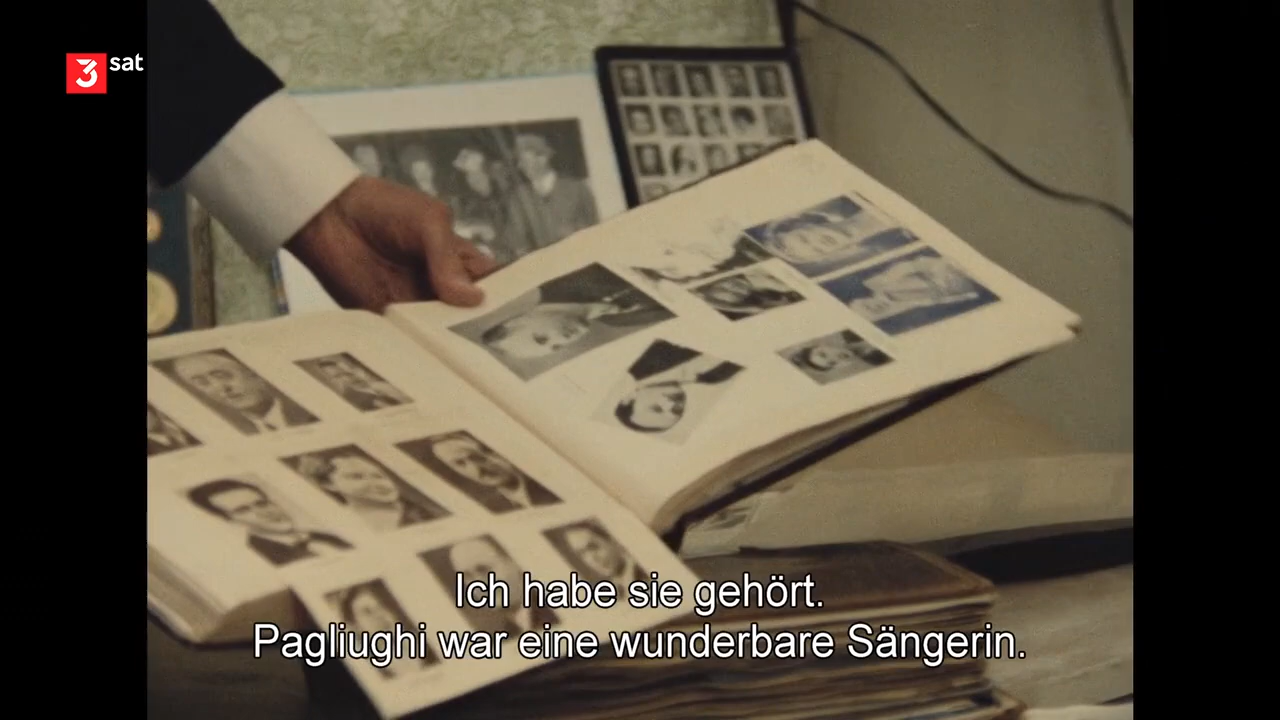 3sat
Ich habe sie gehört.
Pagliughi war eine wunderbare Sängerin.